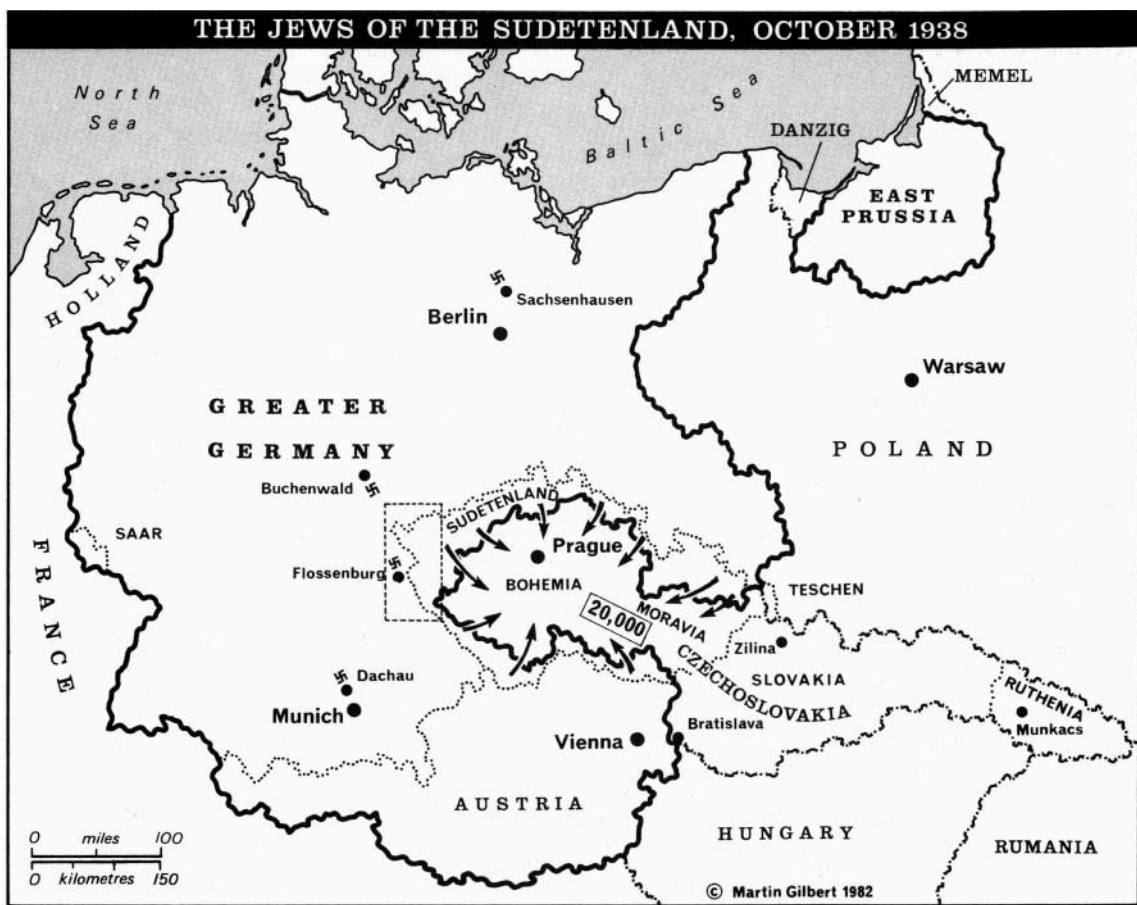 THE JEWS OF THE SUDETENLAND, OCTOBER 1938
North
Sea
Baltic Sea
MEMEL
DANZIG
EAST
PRUSSIA
HOLLAND
Sachsenhausen
Berlin
Warsaw
GREATER
GERMANY
POLAND
Buchenwald
SUDETENLAND
SAAR
Prague
FRANCE
Flossenburg
BOHEMIA
TESCHEN
MORAVIA
20,000
Zilina
CZECHOSLOVAKIA
SLOVAKIA
Dachau
RUTHENIA
Munich
Bratislava
Munkacs
Vienna
AUSTRIA
HUNGARY
RUMANIA
0 miles 100
0 kilometres 150
© Martin Gilbert 1982